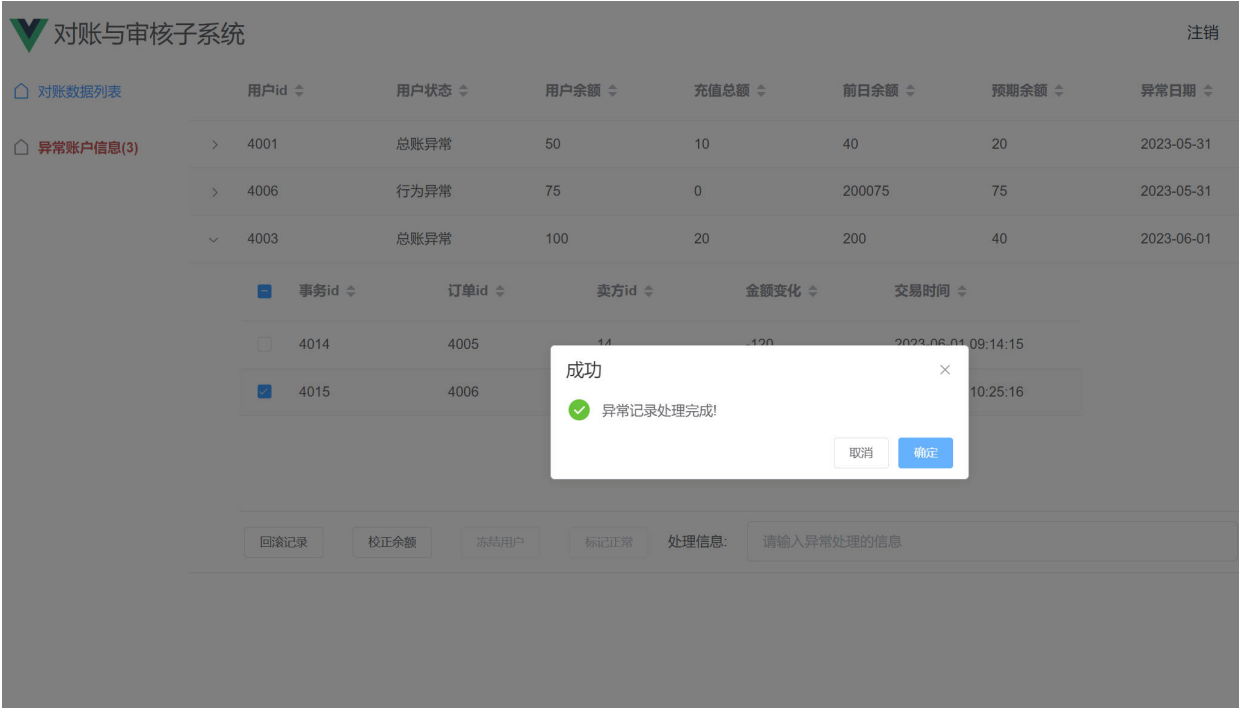 对账与审核子系统 注销
对账数据列表 用户id 用户状态 用户余额 充值总额 前日余额 预期余额 异常日期
异常账户信息(3) 4001 总账异常 50 10 40 20 2023-05-31
4006 行为异常 75 0 200075 75 2023-05-31
4003 总账异常 100 20 200 40 2023-06-01
事务id 订单id 卖方id 金额变化 交易时间
4014 4005 14 -120 2023-06-01 09:14:15
4015 4006 10:25:16
成功
异常记录处理完成!
取消 确定
回滚记录 校正余额 冻结用户 标记正常 处理信息: 请输入异常处理的信息